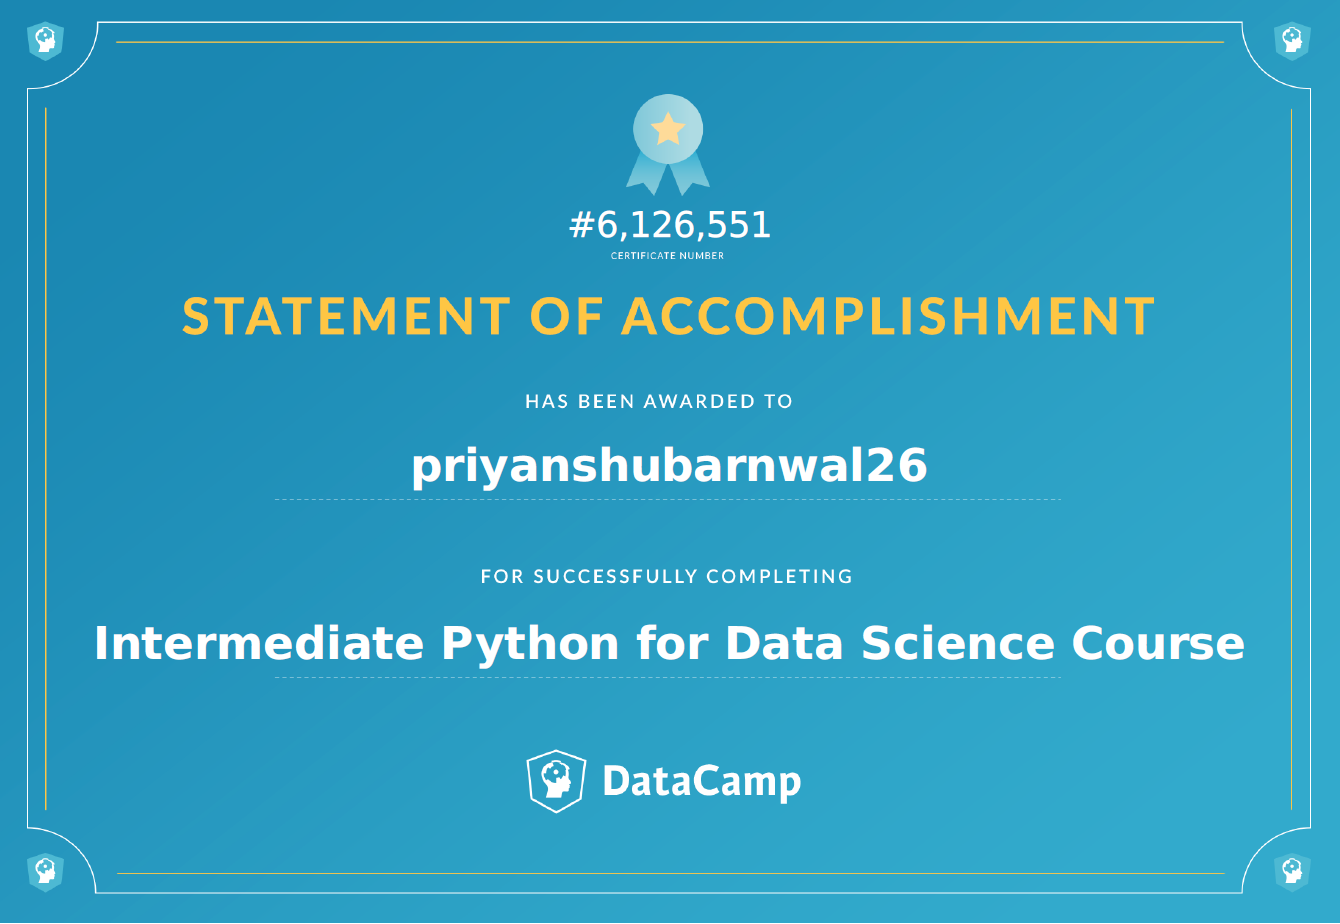 #6,126,551
CERTIFICATE NUMBER
STATEMENT OF ACCOMPLISHMENT
HAS BEEN AWARDED TO
priyanshubarnwal26
FOR SUCCESSFULLY COMPLETING
Intermediate Python for Data Science Course
DataCamp